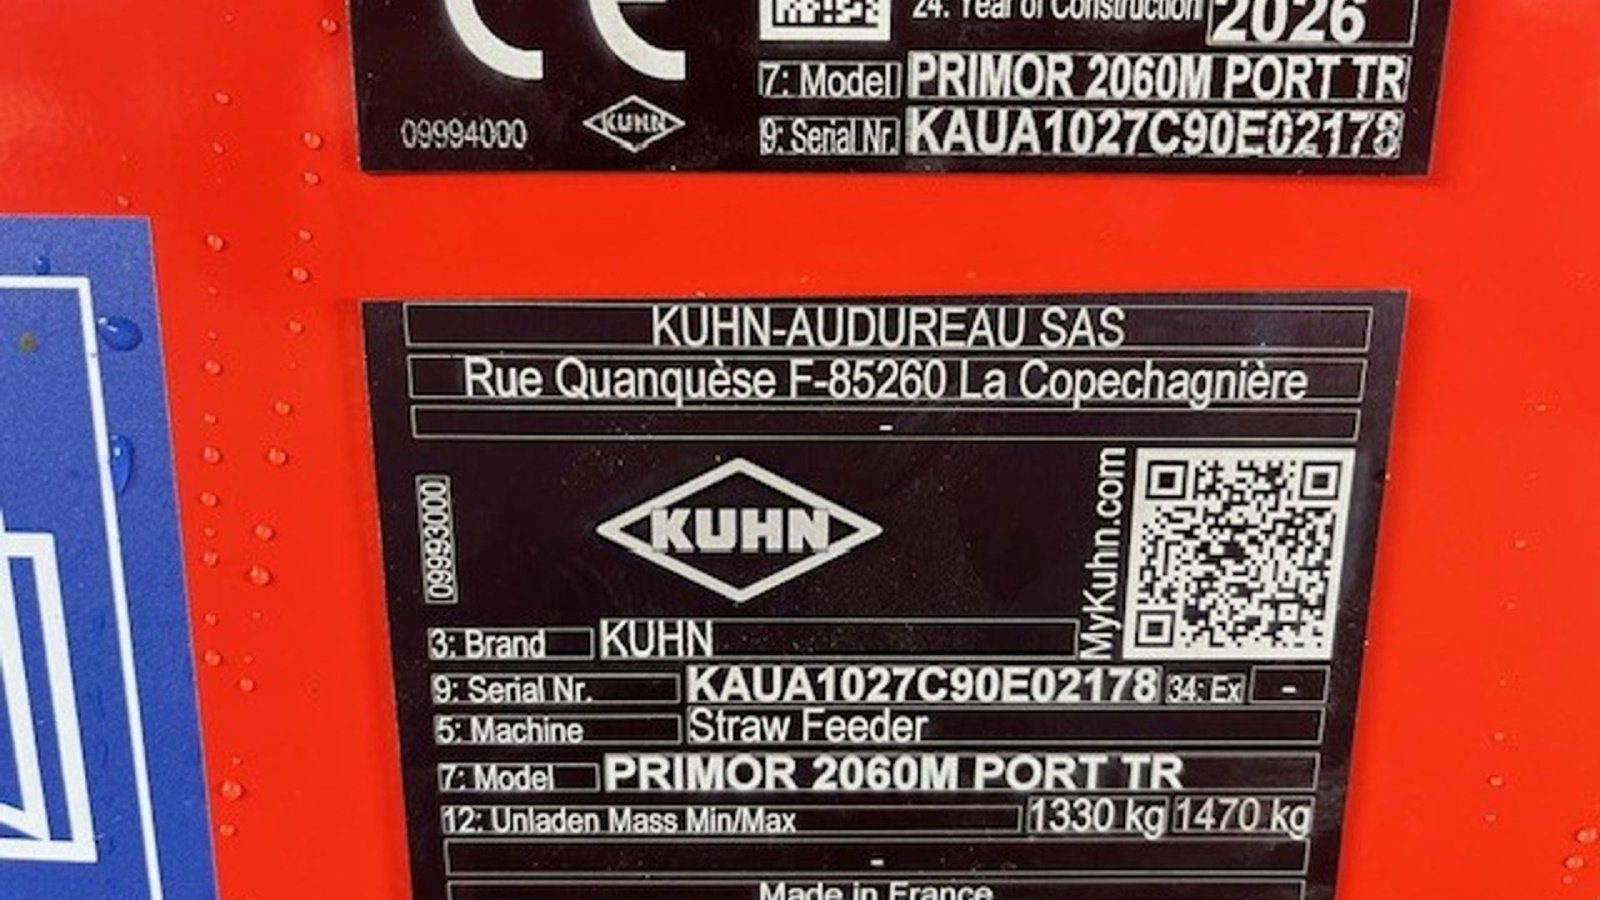 CE
24: Year of Construction 2026
7: Model PRIMOR 2060M PORT TR
9: Serial Nr. KAUA1027C90E02178
09994000 KUHN
KUHN-AUDUREAU SAS
Rue Quanquèse F-85260 La Copechagnière
-
09993000
KUHN
MyKuhn.com
3: Brand KUHN
9: Serial Nr. KAUA1027C90E02178 34: Ex -
5: Machine Straw Feeder
7: Model PRIMOR 2060M PORT TR
12: Unladen Mass Min/Max 1330 kg 1470 kg
-
Made in France